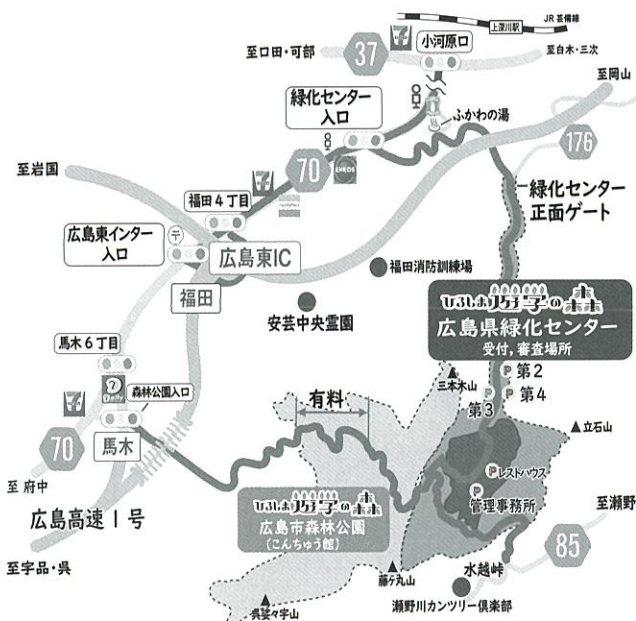 上深川駅
JR芸備線
至口田・可部
37
小河原口
至白木・三次
至岡山
緑化センター
入口
ふかわの湯
176
70
ENEOS
至岩国
福田4丁目
緑化センター
正面ゲート
広島東インター
入口
広島東IC
福田
福田消防訓練場
安芸中央霊園
ひろしま遊学の森
広島県緑化センター
受付,審査場所
馬木6丁目
森林公園入口
三本木山
P 第2
P P 第4
第3
有料
立石山
70
馬木
Pレストハウス
P
管理事務所
至府中
広島高速1号
ひろしま遊学の森
広島市森林公園
(こんちゅう館)
至瀬野
85
至宇品・呉
水越峠
藤ケ丸山
瀬野川カンツリー倶楽部
呉娑々宇山